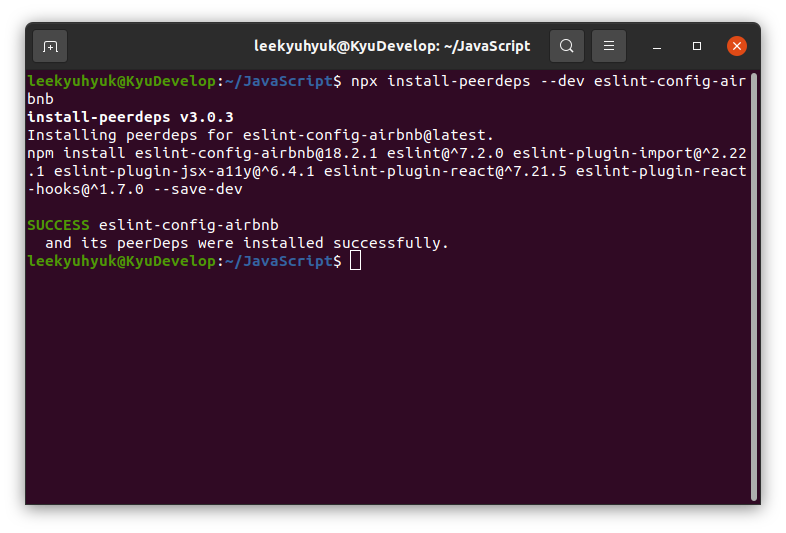 leekyuhyuk@KyuDevelop: ~/JavaScript
leekyuhyuk@KyuDevelop:~/JavaScript$ npx install-peerdeps --dev eslint-config-air
bnb
install-peerdeps v3.0.3
Installing peerdeps for eslint-config-airbnb@latest.
npm install eslint-config-airbnb@18.2.1 eslint@^7.2.0 eslint-plugin-import@^2.22
.1 eslint-plugin-jsx-a11y@^6.4.1 eslint-plugin-react@^7.21.5 eslint-plugin-react
-hooks@^1.7.0 --save-dev
SUCCESS eslint-config-airbnb
  and its peerDeps were installed successfully.
leekyuhyuk@KyuDevelop:~/JavaScript$